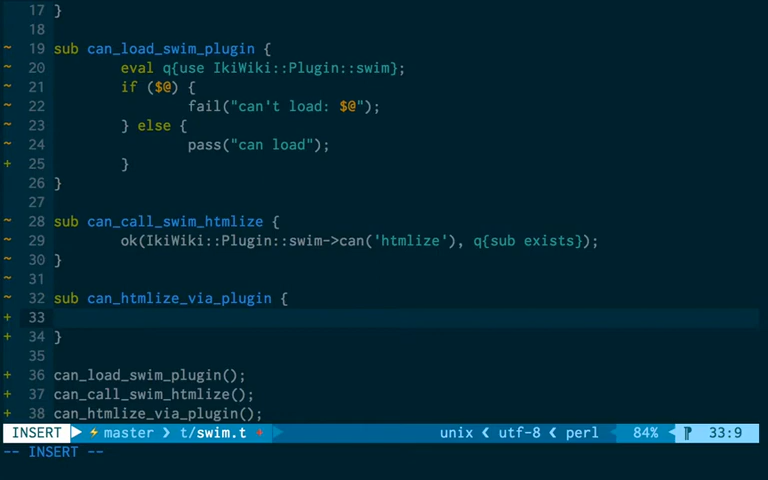 17 }
18
~ 19 sub can_load_swim_plugin {
~ 20 eval q{use IkiWiki::Plugin::swim};
~ 21 if ($@) {
~ 22 fail("can't load: $@");
~ 23 } else {
~ 24 pass("can load");
+ 25 }
26 }
27
~ 28 sub can_call_swim_htmlize {
~ 29 ok(IkiWiki::Plugin::swim->can('htmlize'), q{sub exists});
~ 30 }
~ 31
~ 32 sub can_htmlize_via_plugin {
+ 33
+ 34 }
35
+ 36 can_load_swim_plugin();
+ 37 can_call_swim_htmlize();
+ 38 can_htmlize_via_plugin();
INSERT master t/swim.t + unix utf-8 perl 84% 33:9
-- INSERT --